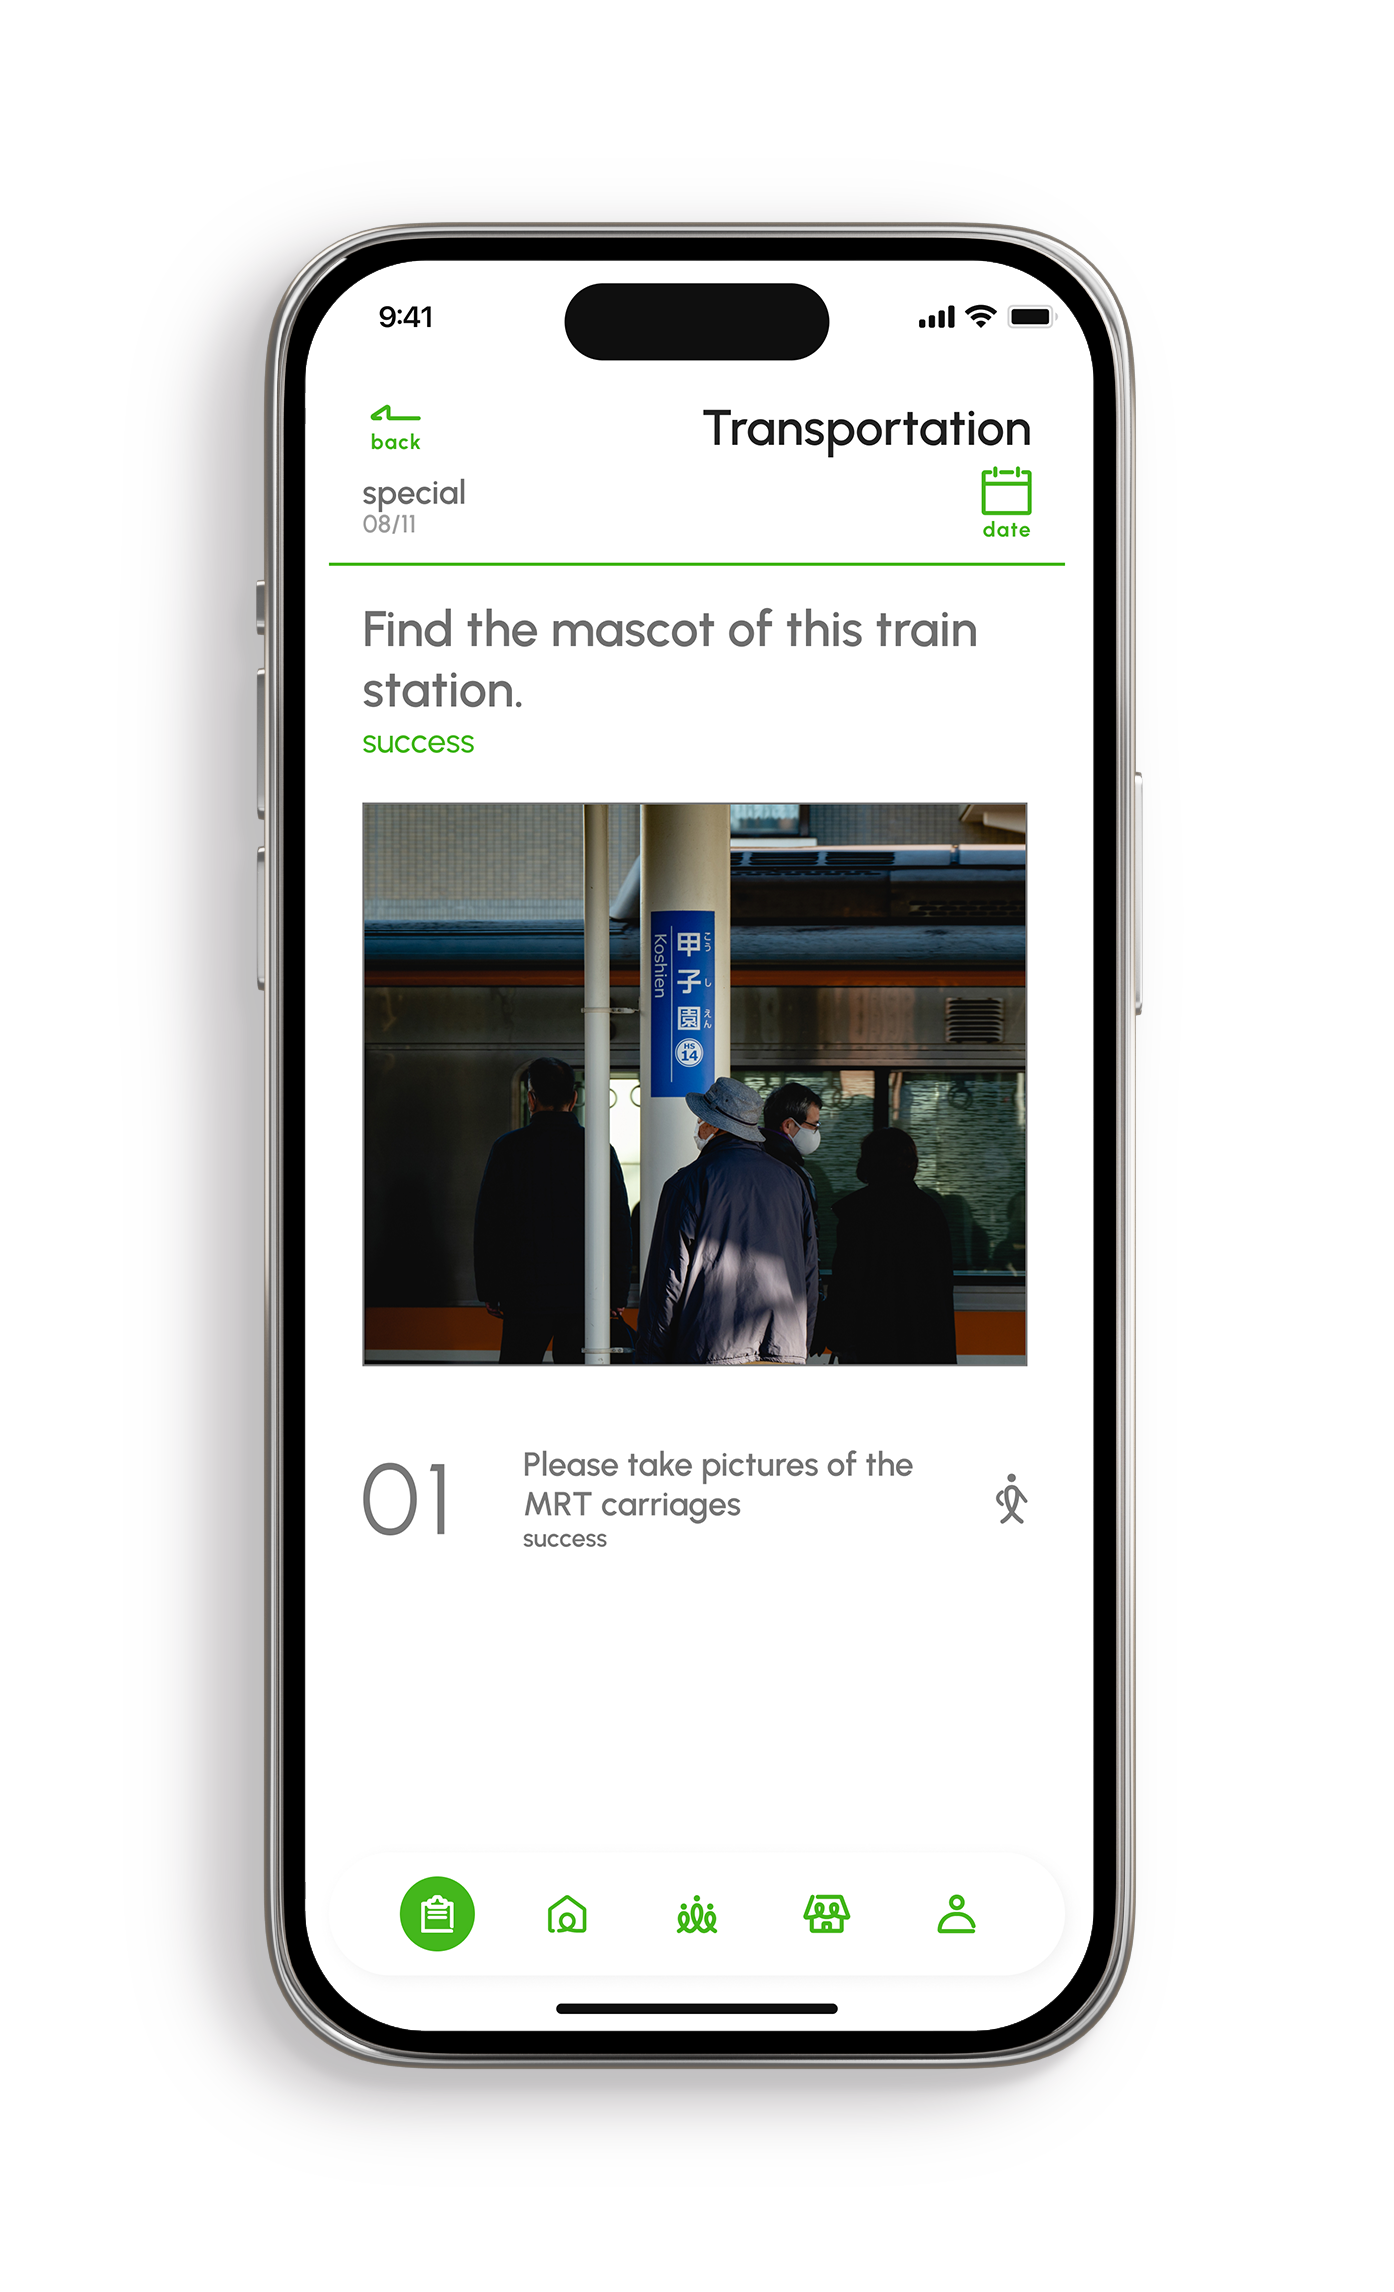 9:41
back
Transportation
special
08/11
date
Find the mascot of this train
station.
success
こうしえん
甲子園
Koshien
HS
14
01
Please take pictures of the
MRT carriages
success